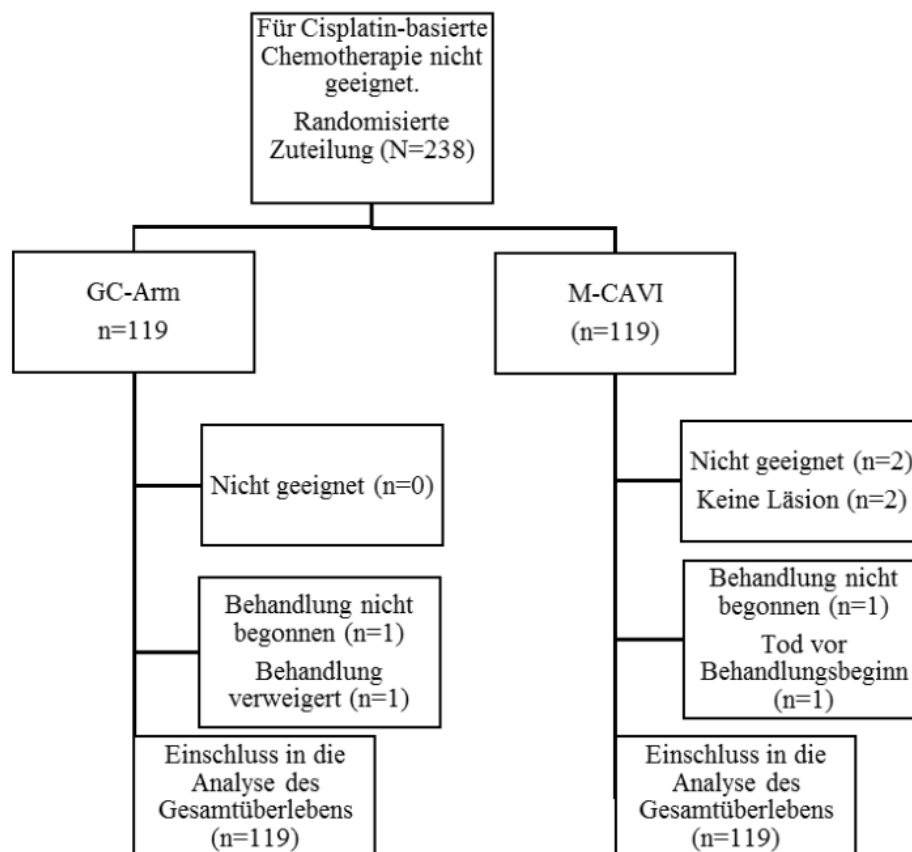 Für Cisplatin-basierte
Chemotherapie nicht
geeignet.
Randomisierte
Zuteilung (N=238)
GC-Arm
n=119
M-CAVI
(n=119)
Nicht geeignet (n=0)
Nicht geeignet (n=2)
Keine Läsion (n=2)
Behandlung nicht
begonnen (n=1)
Behandlung
verweigert (n=1)
Behandlung nicht
begonnen (n=1)
Tod vor
Behandlungsbeginn
(n=1)
Einschluss in die
Analyse des
Gesamtüberlebens
(n=119)
Einschluss in die
Analyse des
Gesamtüberlebens
(n=119)